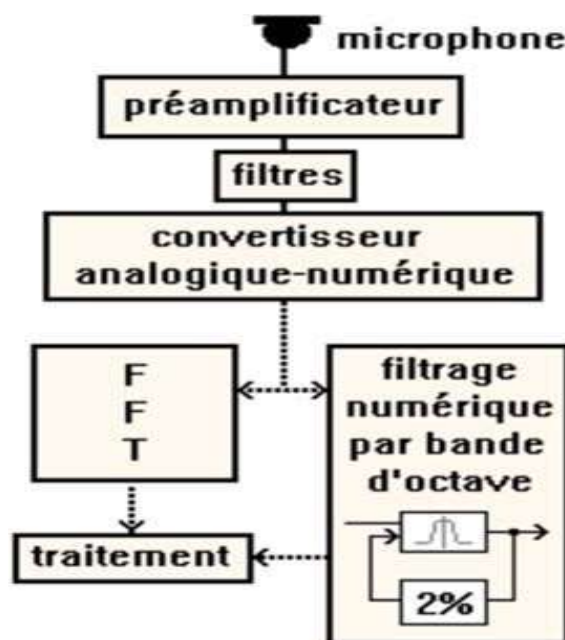 microphone
préamplificateur
filtres
convertisseur
analogique-numérique
F
F
T
filtrage
numérique
par bande
d'octave
2%
traitement